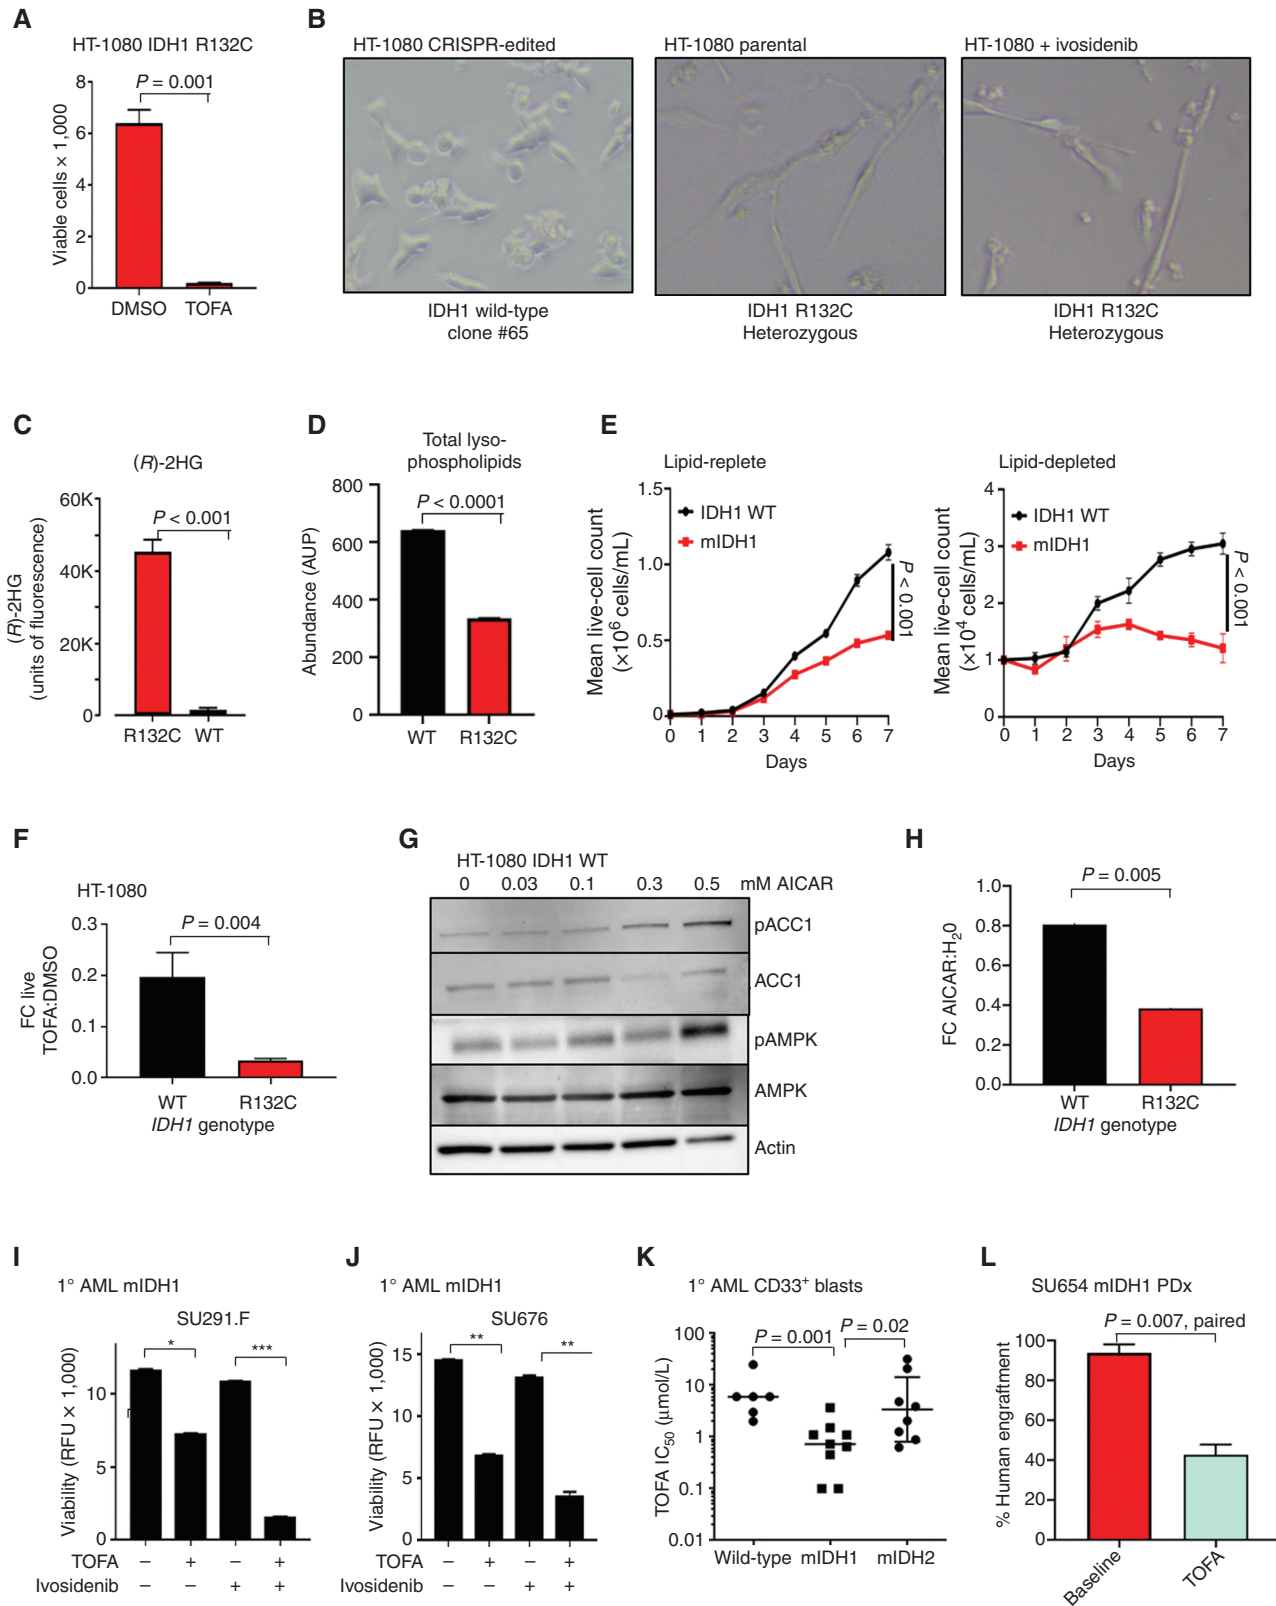 A
HT-1080 IDH1 R132C
P = 0.001
Viable cells × 1,000
8
6
4
2
0
DMSO TOFA
B
HT-1080 CRISPR-edited
HT-1080 parental
HT-1080 + ivosidenib
IDH1 wild-type
clone #65
IDH1 R132C
Heterozygous
IDH1 R132C
Heterozygous
C
(R)-2HG
P < 0.001
(R)-2HG
(units of fluorescence)
60K
40K
20K
0
R132C WT
D
Total lyso-
phospholipids
P < 0.0001
Abundance (AUP)
800
600
400
200
0
WT R132C
E
Lipid-replete
IDH1 WT
mIDH1
Mean live-cell count
(×10⁶ cells/mL)
1.5
1.0
0.5
0
P < 0.001
0 1 2 3 4 5 6 7
Days
Lipid-depleted
IDH1 WT
mIDH1
Mean live-cell count
(×10⁴ cells/mL)
4
3
2
1
0
P < 0.001
0 1 2 3 4 5 6 7
Days
F
HT-1080
P = 0.004
FC live
TOFA:DMSO
0.3
0.2
0.1
0.0
WT R132C
IDH1 genotype
G
HT-1080 IDH1 WT
0 0.03 0.1 0.3 0.5 mM AICAR
pACC1
ACC1
pAMPK
AMPK
Actin
H
P = 0.005
FC AICAR:H₂0
1.0
0.8
0.6
0.4
0.2
0.0
WT R132C
IDH1 genotype
I
1° AML mIDH1
SU291.F
* ***
Viability (RFU × 1,000)
10
5
0
TOFA − + − +
Ivosidenib − − + +
J
1° AML mIDH1
SU676
** **
Viability (RFU × 1,000)
15
10
5
0
TOFA − + − +
Ivosidenib − − + +
K
1° AML CD33⁺ blasts
P = 0.001
P = 0.02
TOFA IC₅₀ (μmol/L)
100
10
1
0.1
0.01
Wild-type mIDH1 mIDH2
L
SU654 mIDH1 PDx
P = 0.007, paired
% Human engraftment
100
80
60
40
20
0
Baseline
TOFA